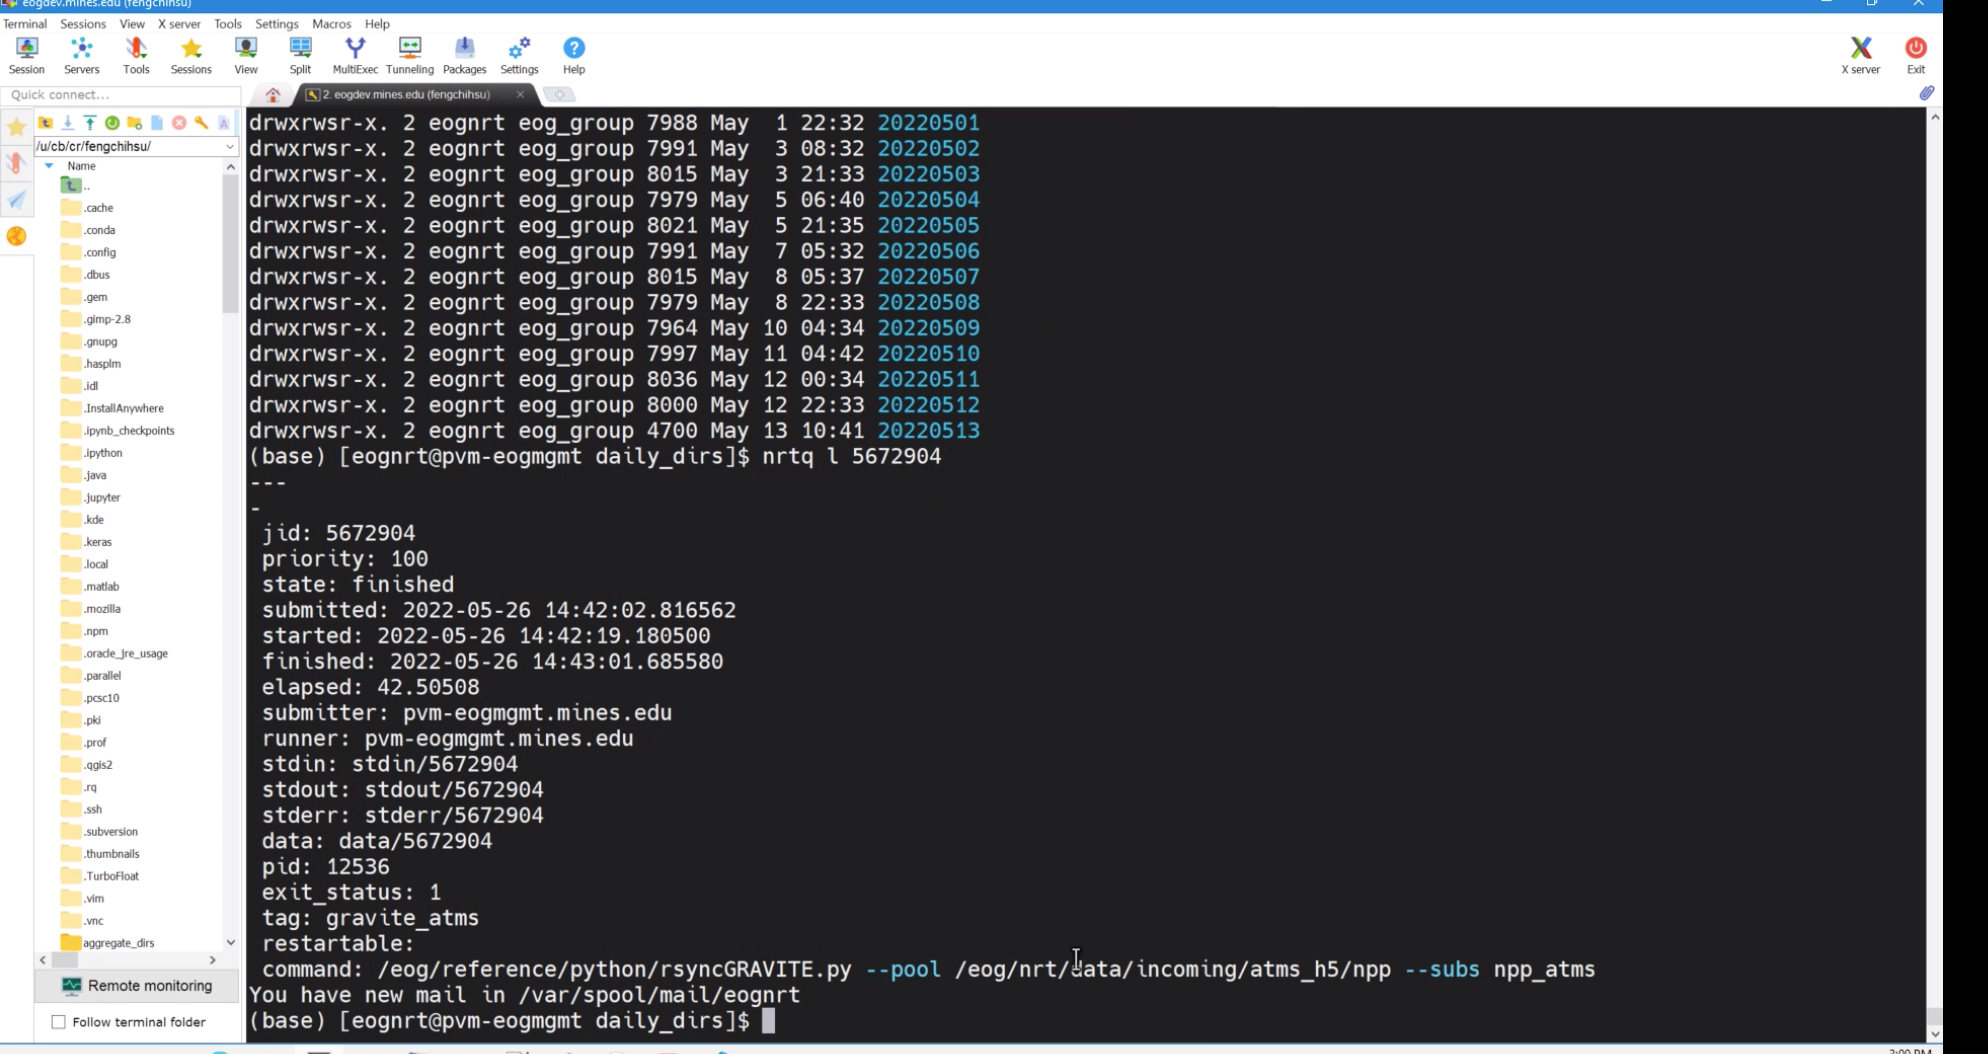 eogdev.mines.edu (fengchihsu)
Terminal Sessions View X server Tools Settings Macros Help
Session Servers Tools Sessions View Split MultiExec Tunneling Packages Settings Help X server Exit
Quick connect...
2. eogdev.mines.edu (fengchihsu)
/u/cb/cr/fengchihsu/
Name
..
.cache
.conda
.config
.dbus
.gem
.gimp-2.8
.gnupg
.hasplm
.idl
.InstallAnywhere
.ipynb_checkpoints
.ipython
.java
.jupyter
.kde
.keras
.local
.matlab
.mozilla
.npm
.oracle_jre_usage
.parallel
.pcsc10
.pki
.prof
.qgis2
.rq
.ssh
.subversion
.thumbnails
.TurboFloat
.vim
.vnc
aggregate_dirs
Remote monitoring
Follow terminal folder
drwxrwsr-x. 2 eognrt eog_group 7988 May  1 22:32 20220501
drwxrwsr-x. 2 eognrt eog_group 7991 May  3 08:32 20220502
drwxrwsr-x. 2 eognrt eog_group 8015 May  3 21:33 20220503
drwxrwsr-x. 2 eognrt eog_group 7979 May  5 06:40 20220504
drwxrwsr-x. 2 eognrt eog_group 8021 May  5 21:35 20220505
drwxrwsr-x. 2 eognrt eog_group 7991 May  7 05:32 20220506
drwxrwsr-x. 2 eognrt eog_group 8015 May  8 05:37 20220507
drwxrwsr-x. 2 eognrt eog_group 7979 May  8 22:33 20220508
drwxrwsr-x. 2 eognrt eog_group 7964 May 10 04:34 20220509
drwxrwsr-x. 2 eognrt eog_group 7997 May 11 04:42 20220510
drwxrwsr-x. 2 eognrt eog_group 8036 May 12 00:34 20220511
drwxrwsr-x. 2 eognrt eog_group 8000 May 12 22:33 20220512
drwxrwsr-x. 2 eognrt eog_group 4700 May 13 10:41 20220513
(base) [eognrt@pvm-eogmgmt daily_dirs]$ nrtq l 5672904
---
-
jid: 5672904
priority: 100
state: finished
submitted: 2022-05-26 14:42:02.816562
started: 2022-05-26 14:42:19.180500
finished: 2022-05-26 14:43:01.685580
elapsed: 42.50508
submitter: pvm-eogmgmt.mines.edu
runner: pvm-eogmgmt.mines.edu
stdin: stdin/5672904
stdout: stdout/5672904
stderr: stderr/5672904
data: data/5672904
pid: 12536
exit_status: 1
tag: gravite_atms
restartable:
command: /eog/reference/python/rsyncGRAVITE.py --pool /eog/nrt/data/incoming/atms_h5/npp --subs npp_atms
You have new mail in /var/spool/mail/eognrt
(base) [eognrt@pvm-eogmgmt daily_dirs]$